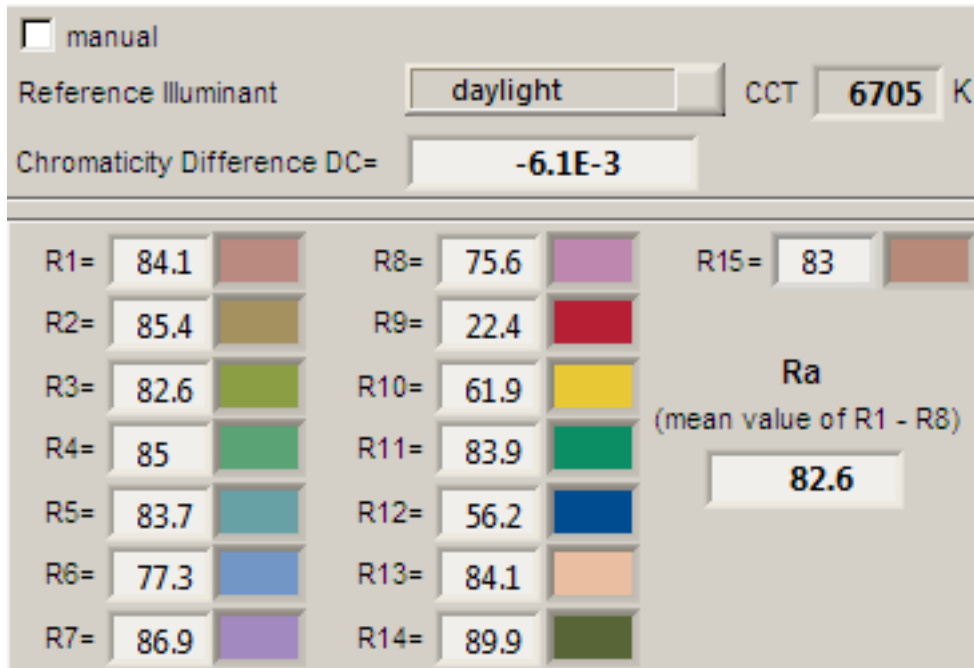 manual
Reference Illuminant daylight CCT 6705 K
Chromaticity Difference DC= -6.1E-3
R1= 84.1 R8= 75.6 R15= 83
R2= 85.4 R9= 22.4
R3= 82.6 R10= 61.9 Ra
(mean value of R1 - R8)
R4= 85 R11= 83.9
82.6
R5= 83.7 R12= 56.2
R6= 77.3 R13= 84.1
R7= 86.9 R14= 89.9